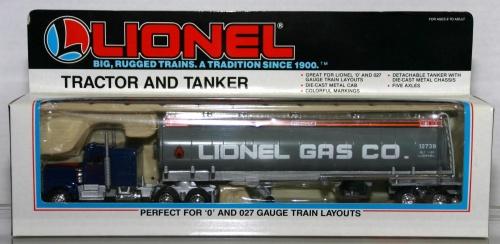 LIONEL
BIG, RUGGED TRAINS. A TRADITION SINCE 1900.™
FOR AGES 8 TO ADULT
TRACTOR AND TANKER
• GREAT FOR LIONEL 'O' AND 027
GAUGE TRAIN LAYOUTS
• DIE-CAST METAL CAB
• COLORFUL MARKINGS
• DETACHABLE TANKER WITH
DIE-CAST METAL CHASSIS
• FIVE AXLES
LIONEL GAS CO.
12739
PERFECT FOR 'O' AND 027 GAUGE TRAIN LAYOUTS